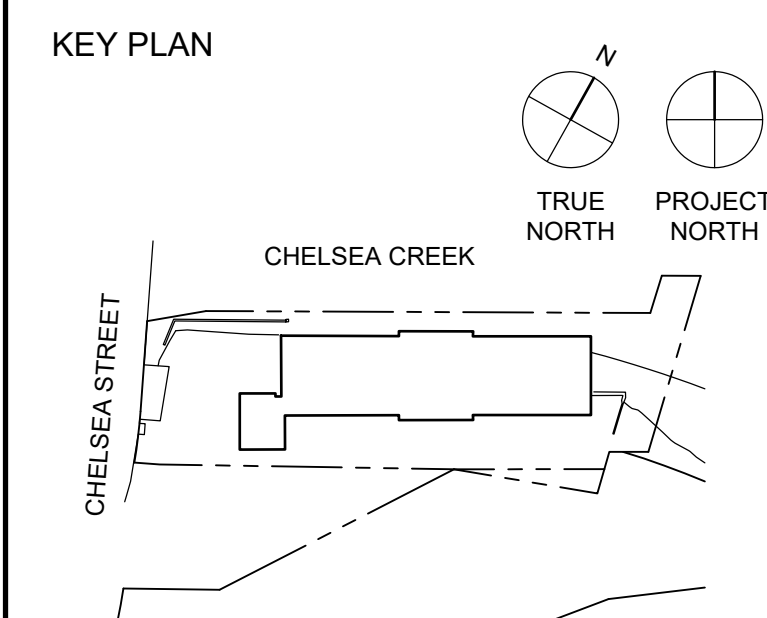 KEY PLAN
N
TRUE
NORTH
PROJECT
NORTH
CHELSEA CREEK
CHELSEA STREET